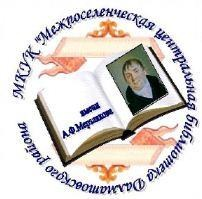 МКУК "Межпоселенческая центральная библиотека Далматовского района
имени
А.Ф.Мерзлякова